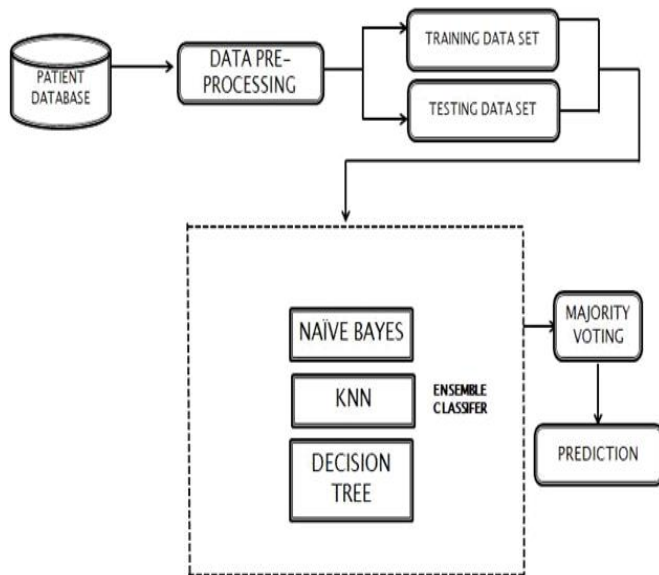 PATIENT
DATABASE
DATA PRE-
PROCESSING
TRAINING DATA SET
TESTING DATA SET
NAÏVE BAYES
KNN
DECISION
TREE
ENSEMBLE
CLASSIFER
MAJORITY
VOTING
PREDICTION